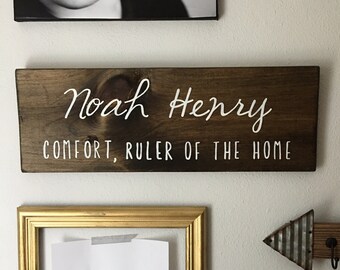 Noah Henry
COMFORT, RULER OF THE HOME